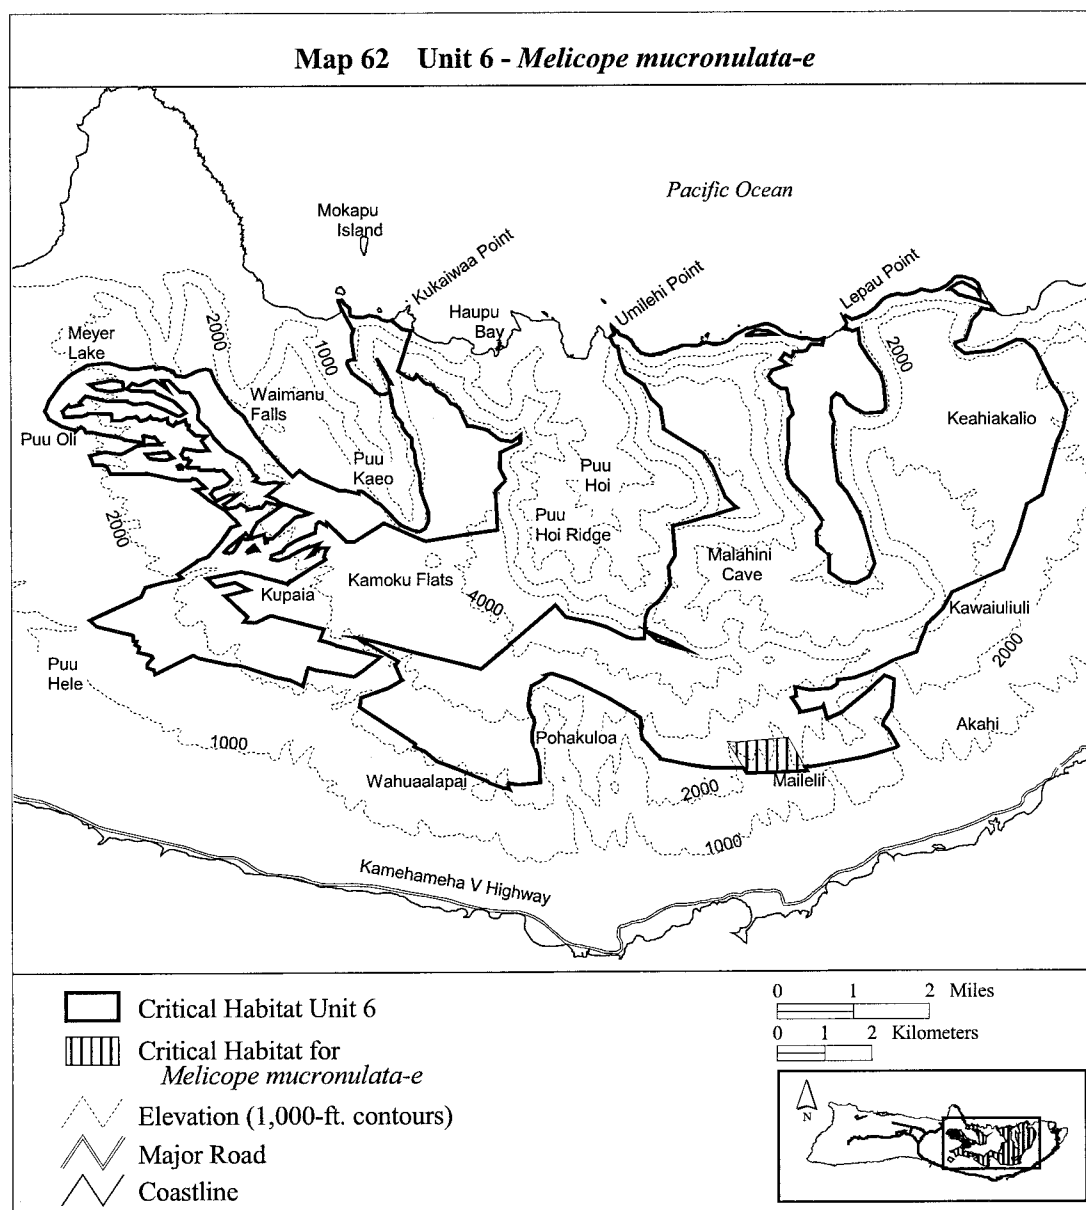 Map 62 Unit 6 - Melicope mucronulata-e
Pacific Ocean
Mokapu
Island
Kukaiwaa Point
Haupu
Bay
Umilehi Point
Lepau Point
Meyer
Lake
2000
1000
2000
Waimanu
Falls
Keahiakalio
Puu Oli
Puu
Kaeo
Puu
Hoi
2000
Puu
Hoi Ridge
Malahini
Cave
Kamoku Flats
Kupaia
4000
Kawaiuliuli
2000
Puu
Hele
1000
Pohakuloa
Akahi
Wahuaalapai
2000
Mailelii
1000
Kamehameha V Highway
Critical Habitat Unit 6
Critical Habitat for
Melicope mucronulata-e
Elevation (1,000-ft. contours)
Major Road
Coastline
0 1 2 Miles
0 1 2 Kilometers
N